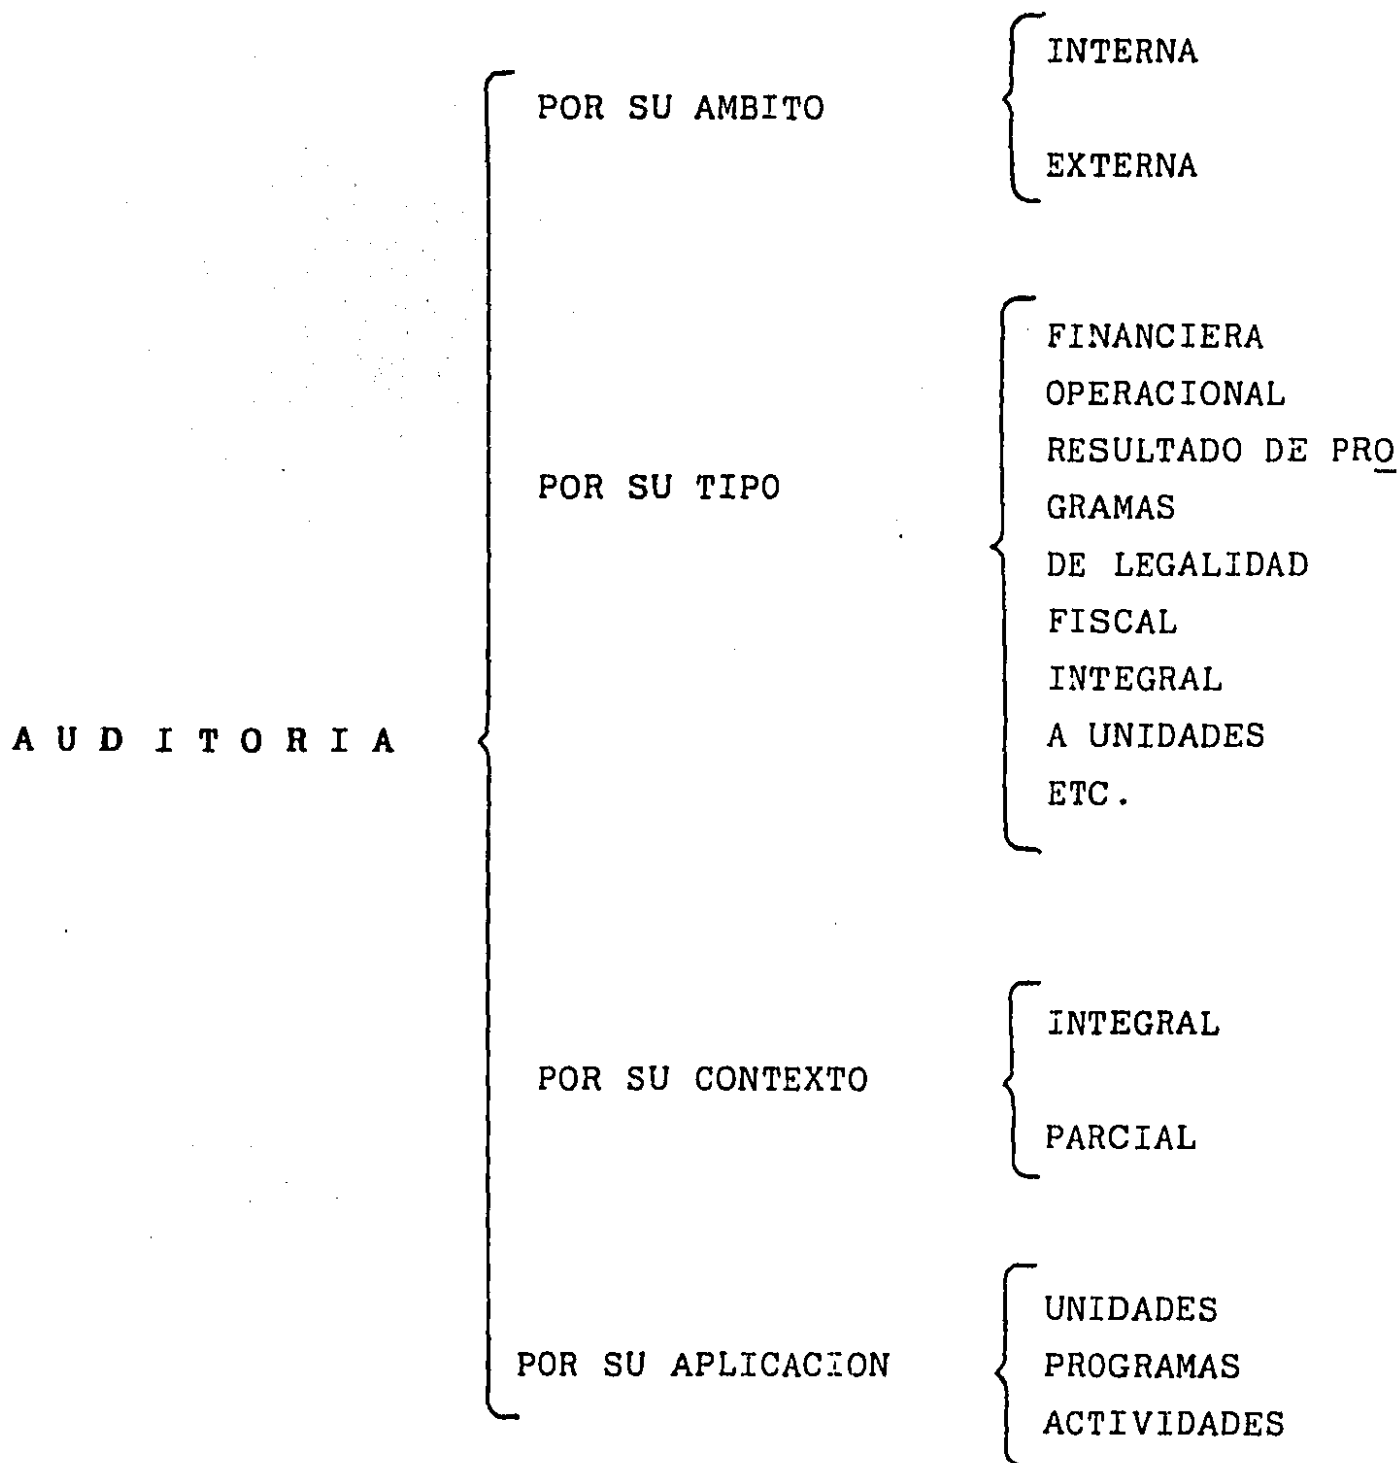 AUDITORIA
POR SU AMBITO
INTERNA
EXTERNA
POR SU TIPO
FINANCIERA
OPERACIONAL
RESULTADO DE PRO
GRAMAS
DE LEGALIDAD
FISCAL
INTEGRAL
A UNIDADES
ETC.
POR SU CONTEXTO
INTEGRAL
PARCIAL
POR SU APLICACION
UNIDADES
PROGRAMAS
ACTIVIDADES